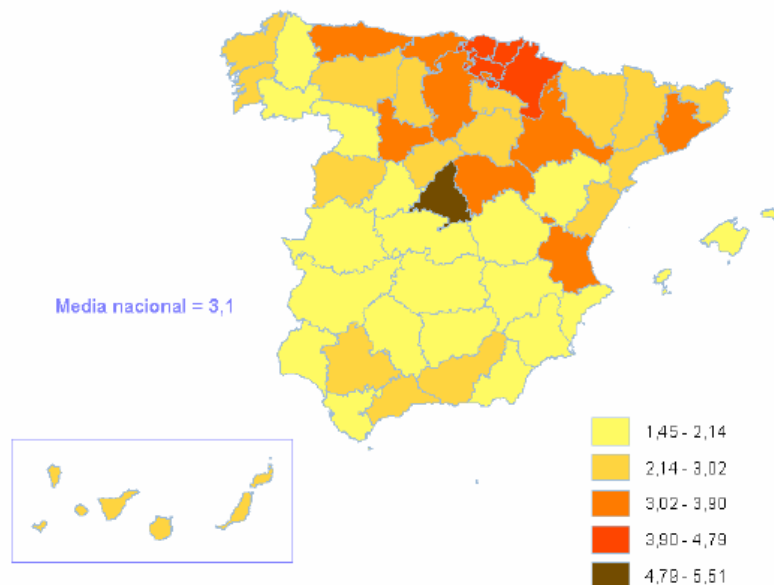 Media nacional = 3,1
1,45 - 2,14
2,14 - 3,02
3,02 - 3,90
3,90 - 4,79
4,79 - 5,51